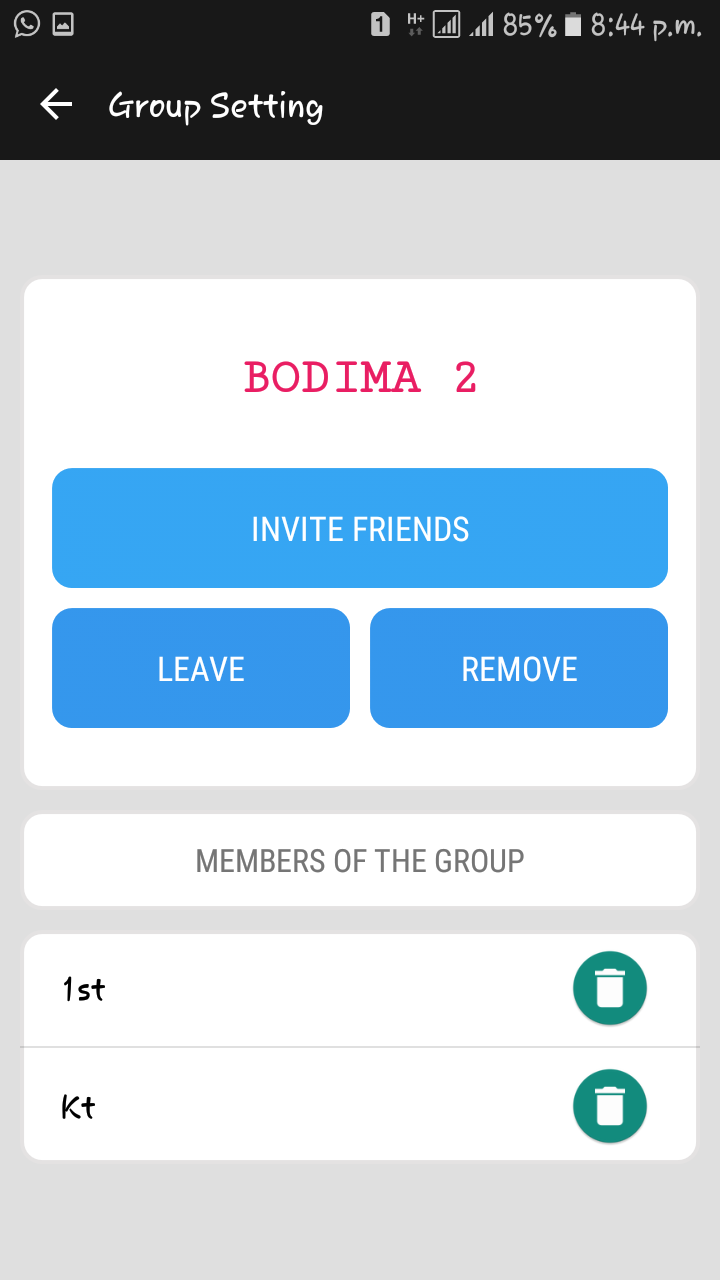 1 H+ 85% 8:44 p.m.
Group Setting
BODIMA 2
INVITE FRIENDS
LEAVE REMOVE
MEMBERS OF THE GROUP
1st
Kt